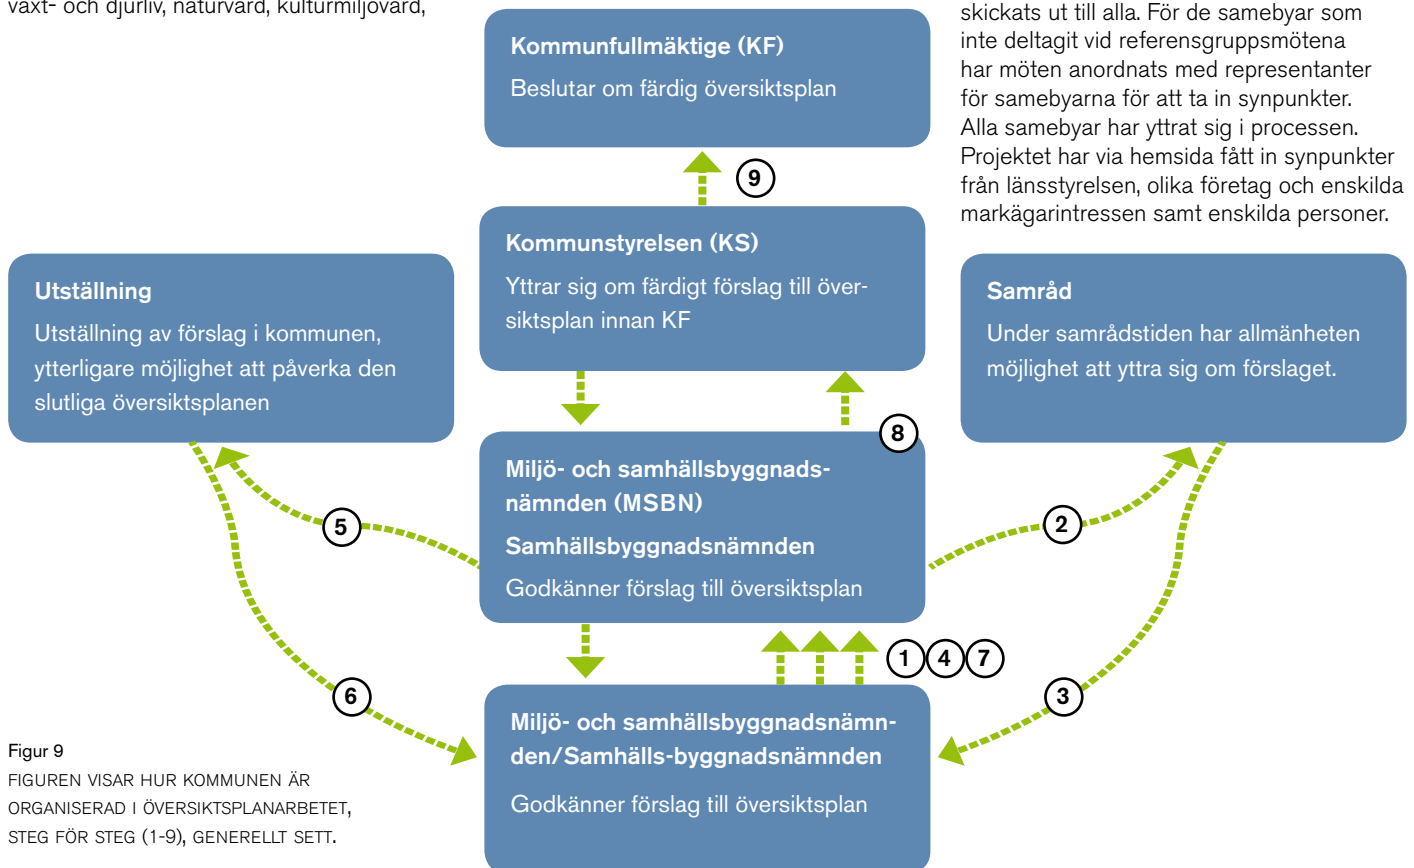 växt- och djurliv, naturvård, kulturmiljövård,
Kommunfullmäktige (KF)
Beslutar om färdig översiktsplan
skickats ut till alla. För de samebyar som
inte deltagit vid referensgruppsmötena
har möten anordnats med representanter
för samebyarna för att ta in synpunkter.
Alla samebyar har yttrat sig i processen.
Projektet har via hemsida fått in synpunkter
från länsstyrelsen, olika företag och enskilda
markägarintressen samt enskilda personer.
9
Kommunstyrelsen (KS)
Yttrar sig om färdigt förslag till över-
siktsplan innan KF
Utställning
Utställning av förslag i kommunen,
ytterligare möjlighet att påverka den
slutliga översiktsplanen
Samråd
Under samrådstiden har allmänheten
möjlighet att yttra sig om förslaget.
8
Miljö- och samhällsbyggnads-
nämnden (MSBN)
Samhällsbyggnadsnämnden
Godkänner förslag till översiktsplan
5
2
1 4 7
6
3
Miljö- och samhällsbyggnadsnämn-
den/Samhälls-byggnadsnämnden
Godkänner förslag till översiktsplan
Figur 9
FIGUREN VISAR HUR KOMMUNEN ÄR
ORGANISERAD I ÖVERSIKTSPLANARBETET,
STEG FÖR STEG (1-9), GENERELLT SETT.